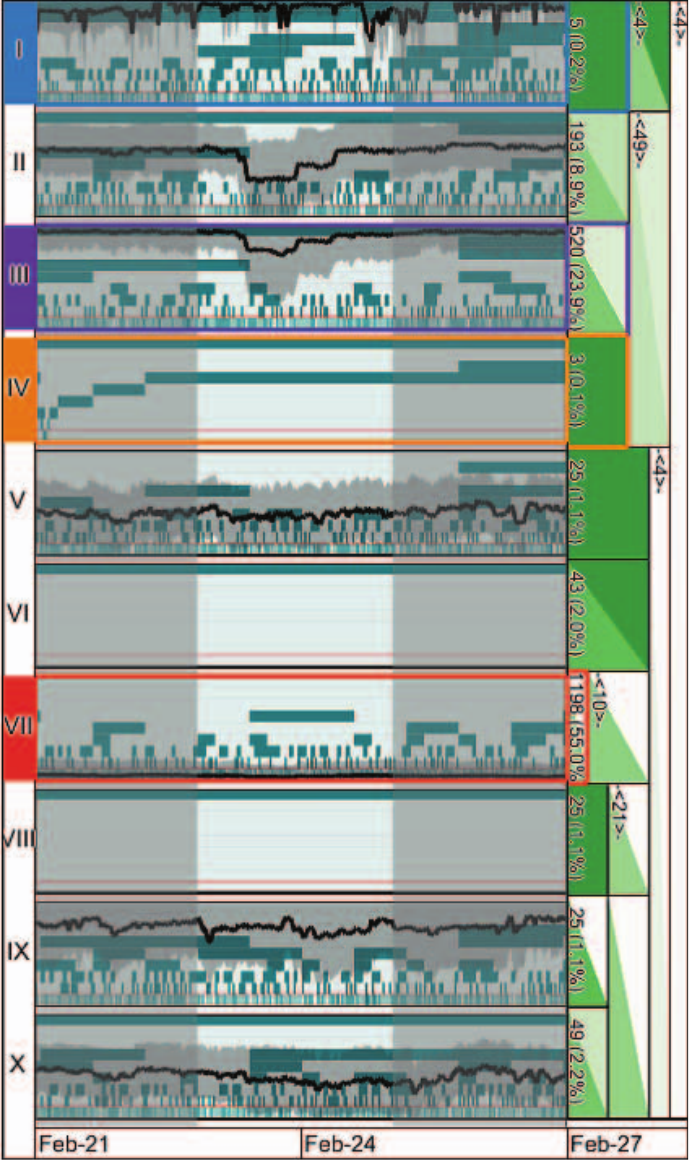 -<4>-
-<4>-
I
5 (0.2%)
-<49>-
II
193 (8.9%)
III
520 (23.9%)
IV
3 (0.1%)
-<4>-
V
25 (1.1%)
VI
43 (2.0%)
-<10>-
VII
1198 (55.0%
-<21>-
VIII
25 (1.1%)
IX
25 (1.1%)
X
49 (2.2%)
Feb-21
Feb-24
Feb-27